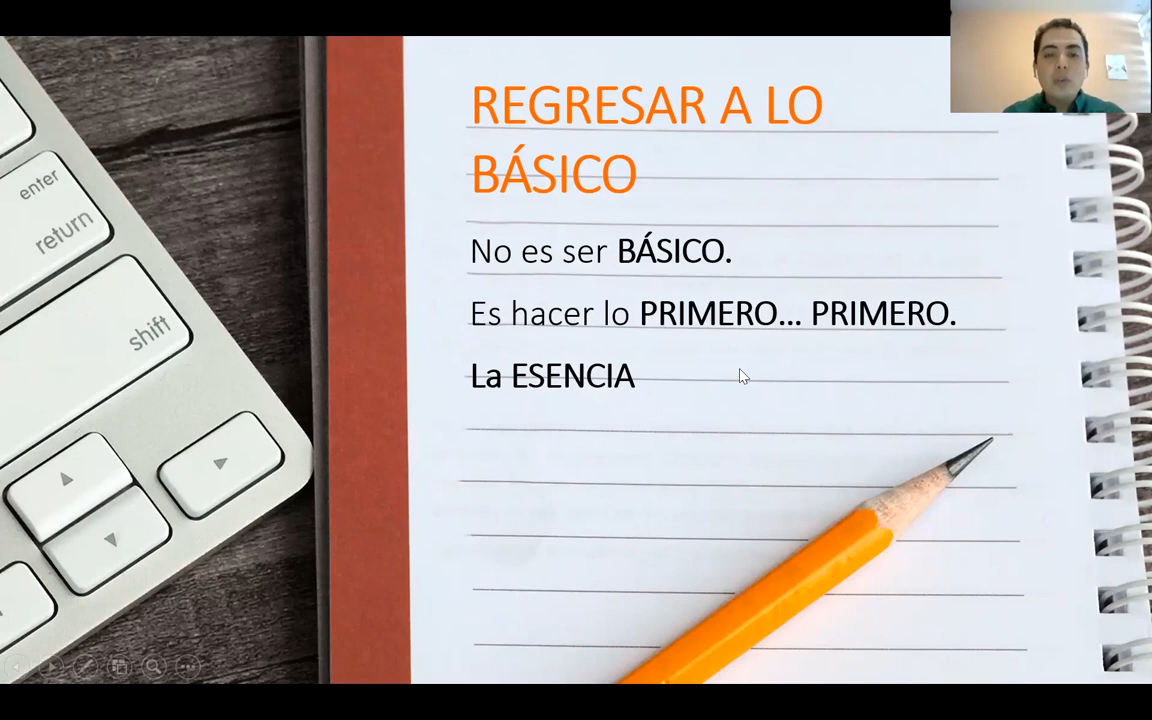 REGRESAR A LO
BÁSICO
No es ser BÁSICO.
Es hacer lo PRIMERO... PRIMERO.
La ESENCIA
enter
return
shift